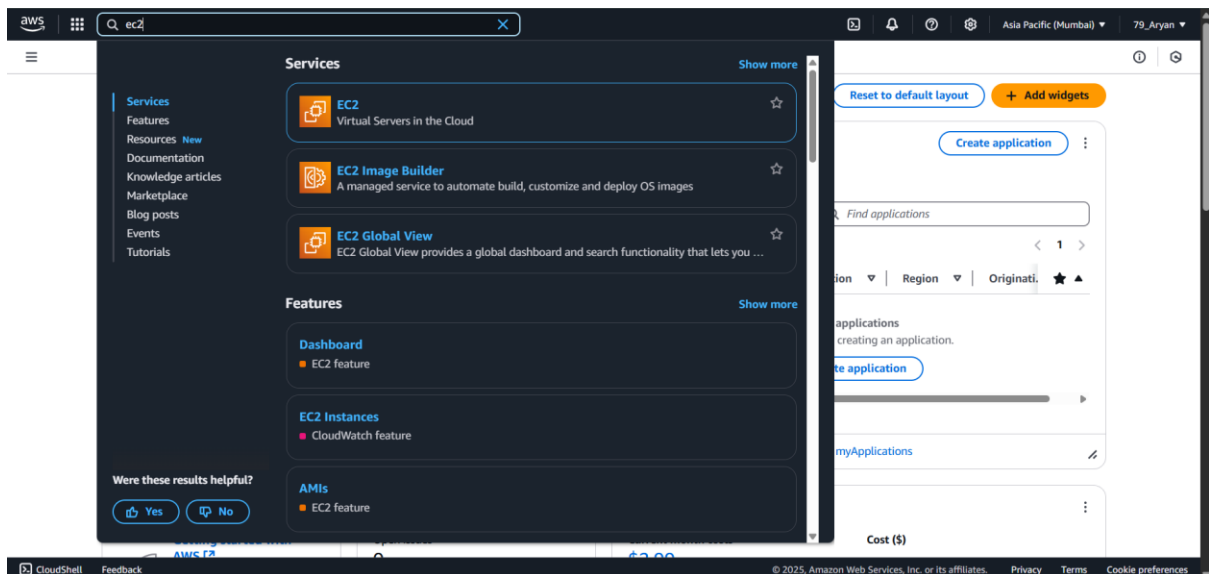 aws
ec2
Asia Pacific (Mumbai) ▼
79_Aryan ▼
Services
Features
Resources New
Documentation
Knowledge articles
Marketplace
Blog posts
Events
Tutorials
Were these results helpful?
Yes
No
Services
Show more
EC2
Virtual Servers in the Cloud
EC2 Image Builder
A managed service to automate build, customize and deploy OS images
EC2 Global View
EC2 Global View provides a global dashboard and search functionality that lets you ...
Features
Show more
Dashboard
EC2 feature
EC2 Instances
CloudWatch feature
AMIs
EC2 feature
Reset to default layout
+ Add widgets
Create application
Find applications
1
Region
Originati.
applications
creating an application.
te application
myApplications
AWS
Cost ($)
CloudShell
Feedback
© 2025, Amazon Web Services, Inc. or its affiliates.
Privacy
Terms
Cookie preferences